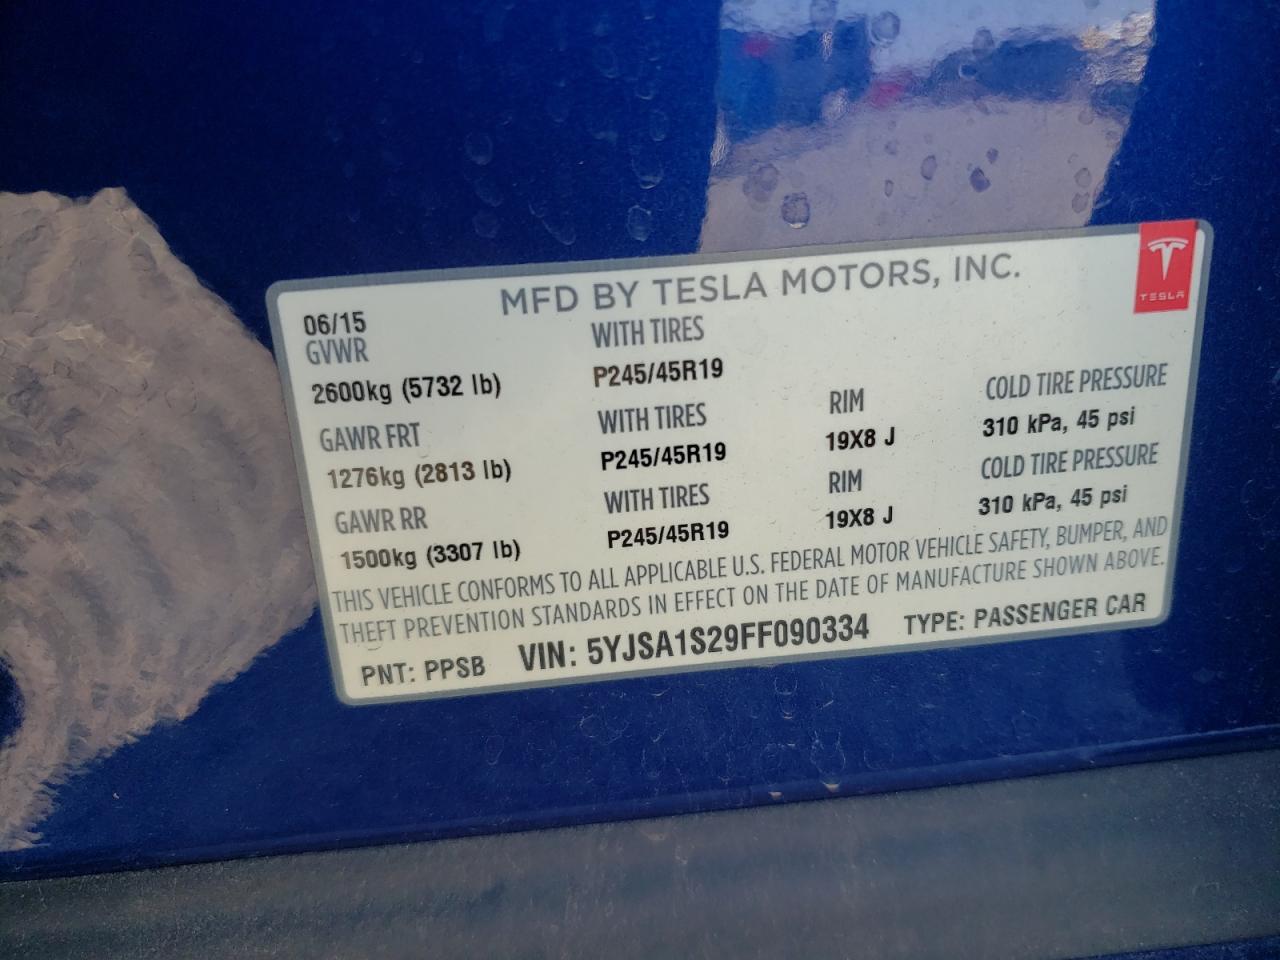 MFD BY TESLA MOTORS, INC.
TESLA
06/15
GVWR WITH TIRES
2600kg (5732 lb) P245/45R19
GAWR FRT WITH TIRES RIM COLD TIRE PRESSURE
1276kg (2813 lb) P245/45R19 19X8 J 310 kPa, 45 psi
GAWR RR WITH TIRES RIM COLD TIRE PRESSURE
1500kg (3307 lb) P245/45R19 19X8 J 310 kPa, 45 psi
THIS VEHICLE CONFORMS TO ALL APPLICABLE U.S. FEDERAL MOTOR VEHICLE SAFETY, BUMPER, AND
THEFT PREVENTION STANDARDS IN EFFECT ON THE DATE OF MANUFACTURE SHOWN ABOVE.
PNT: PPSB VIN: 5YJSA1S29FF090334 TYPE: PASSENGER CAR